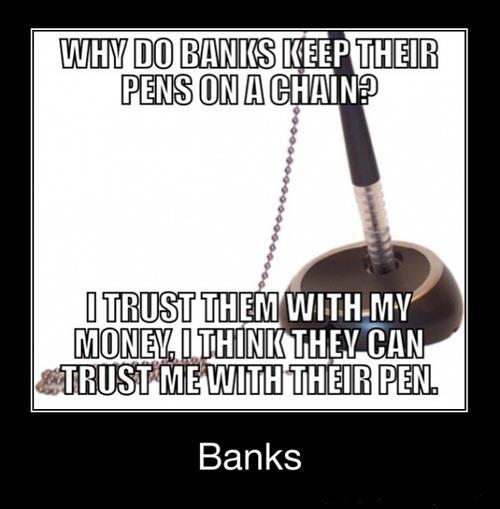 WHY DO BANKS KEEP THEIR
PENS ON A CHAIN?
I TRUST THEM WITH MY
MONEY, I THINK THEY CAN
TRUST ME WITH THEIR PEN.
Banks